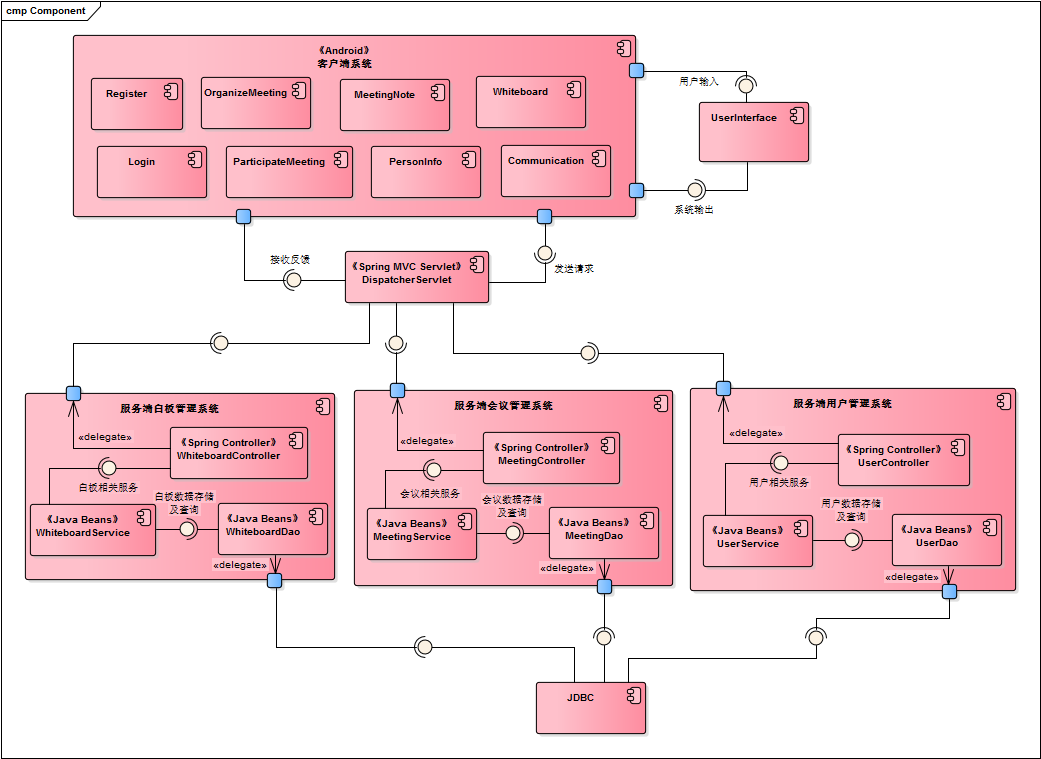 cmp Component
《Android》
客户端系统
Register
OrganizeMeeting
MeetingNote
Whiteboard
Login
ParticipateMeeting
PersonInfo
Communication
用户输入
UserInterface
系统输出
接收反馈
发送请求
《Spring MVC Servlet》
DispatcherServlet
服务端白板管理系统
«delegate»
《Spring Controller》
WhiteboardController
白板相关服务
白板数据存储
及查询
《Java Beans》
WhiteboardService
《Java Beans》
WhiteboardDao
«delegate»
服务端会议管理系统
«delegate»
《Spring Controller》
MeetingController
会议相关服务
会议数据存储
及查询
《Java Beans》
MeetingService
《Java Beans》
MeetingDao
«delegate»
服务端用户管理系统
«delegate»
《Spring Controller》
UserController
用户相关服务
用户数据存储
及查询
《Java Beans》
UserService
《Java Beans》
UserDao
«delegate»
JDBC